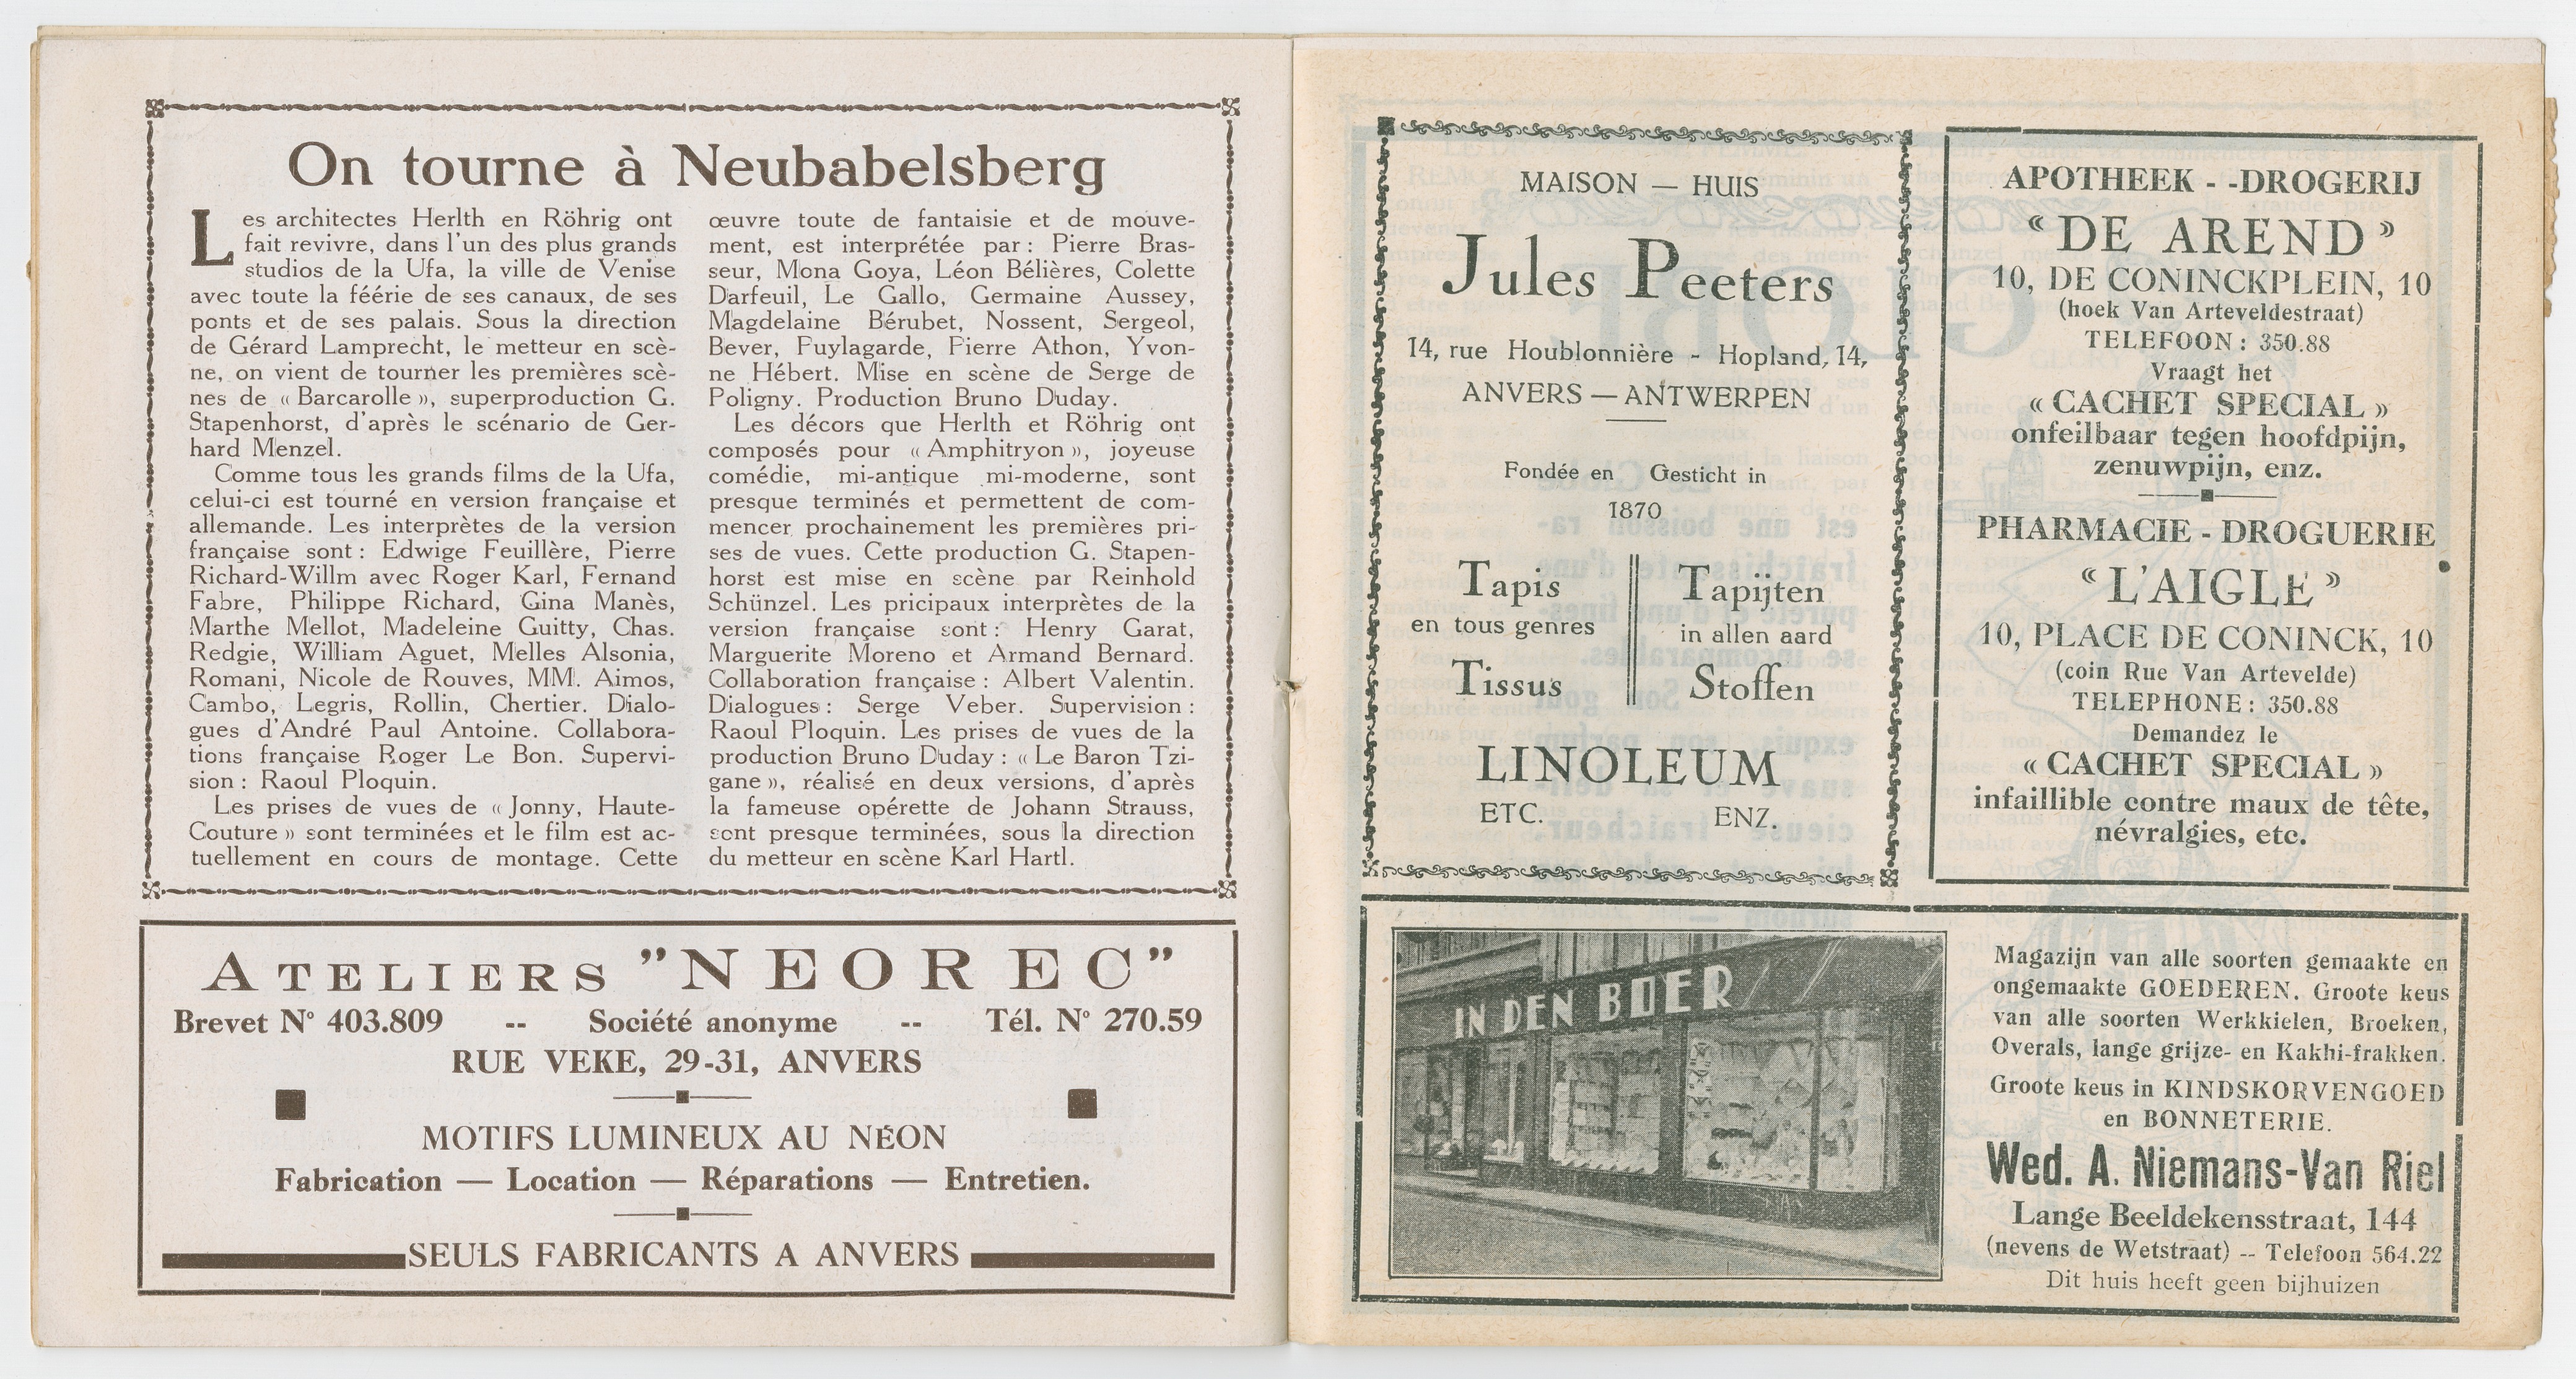 On tourne à Neubabelsberg
Les architectes Herlth en Röhrig ont
fait revivre, dans l'un des plus grands
studios de la Ufa, la ville de Venise
avec toute la féérie de ses canaux, de ses
ponts et de ses palais. Sous la direction
de Gérard Lamprecht, le metteur en scè-
ne, on vient de tourner les premières scè-
nes de « Barcarolle », superproduction G.
Stapenhorst, d'après le scénario de Ger-
hard Menzel.
Comme tous les grands films de la Ufa,
celui-ci est tourné en version française et
allemande. Les interprètes de la version
française sont : Edwige Feuillère, Pierre
Richard-Willm avec Roger Karl, Fernand
Fabre, Philippe Richard, Gina Manès,
Marthe Mellot, Madeleine Guitty, Chas.
Redgie, William Aguet, Melles Alsonia,
Romani, Nicole de Rouves, MM. Aimos,
Cambo, Legris, Rollin, Chertier. Dialo-
gues d'André Paul Antoine. Collabora-
tions française Roger Le Bon. Supervi-
sion : Raoul Ploquin.
Les prises de vues de « Jonny, Haute-
Couture » sont terminées et le film est ac-
tuellement en cours de montage. Cette
œuvre toute de fantaisie et de mouve-
ment, est interprétée par : Pierre Bras-
seur, Mona Goya, Léon Bélières, Colette
Darfeuil, Le Gallo, Germaine Aussey,
Magdelaine Bérubet, Nossent, Sergeol,
Bever, Puylagarde, Pierre Athon, Yvon-
ne Hébert. Mise en scène de Serge de
Poligny. Production Bruno Duday.
Les décors que Herlth et Röhrig ont
composés pour « Amphitryon », joyeuse
comédie, mi-antique mi-moderne, sont
presque terminés et permettent de com-
mencer prochainement les premières pri-
ses de vues. Cette production G. Stapen-
horst est mise en scène par Reinhold
Schünzel. Les pricipaux interprètes de la
version française sont : Henry Garat,
Marguerite Moreno et Armand Bernard.
Collaboration française : Albert Valentin.
Dialogues : Serge Veber. Supervision :
Raoul Ploquin. Les prises de vues de la
production Bruno Duday : « Le Baron Tzi-
gane », réalisé en deux versions, d'après
la fameuse opérette de Johann Strauss,
sont presque terminées, sous la direction
du metteur en scène Karl Hartl.
ATELIERS "NEOREC"
Brevet N° 403.809 -- Société anonyme -- Tél. N° 270.59
RUE VEKE, 29-31, ANVERS
MOTIFS LUMINEUX AU NÉON
Fabrication — Location — Réparations — Entretien.
SEULS FABRICANTS A ANVERS
MAISON — HUIS
Jules Peeters
14, rue Houblonnière - Hopland, 14,
ANVERS — ANTWERPEN
Fondée en Gesticht in
1870
Tapis
en tous genres
Tissus
Tapijten
in allen aard
Stoffen
LINOLEUM
ETC. ENZ.
APOTHEEK - -DROGERIJ
« DE AREND »
10, DE CONINCKPLEIN, 10
(hoek Van Arteveldestraat)
TELEFOON : 350.88
Vraagt het
« CACHET SPECIAL »
onfeilbaar tegen hoofdpijn,
zenuwpijn, enz.
PHARMACIE - DROGUERIE
« L'AIGLE »
10, PLACE DE CONINCK, 10
(coin Rue Van Artevelde)
TELEPHONE : 350.88
Demandez le
« CACHET SPECIAL »
infaillible contre maux de tête,
névralgies, etc.
IN DEN BOER
Magazijn van alle soorten gemaakte en
ongemaakte GOEDEREN. Groote keus
van alle soorten Werkkielen, Broeken,
Overals, lange grijze- en Kakhi-frakken.
Groote keus in KINDSKORVENGOED
en BONNETERIE.
Wed. A. Niemans-Van Riel
Lange Beeldekensstraat, 144
(nevens de Wetstraat) -- Telefoon 564.22
Dit huis heeft geen bijhuizen